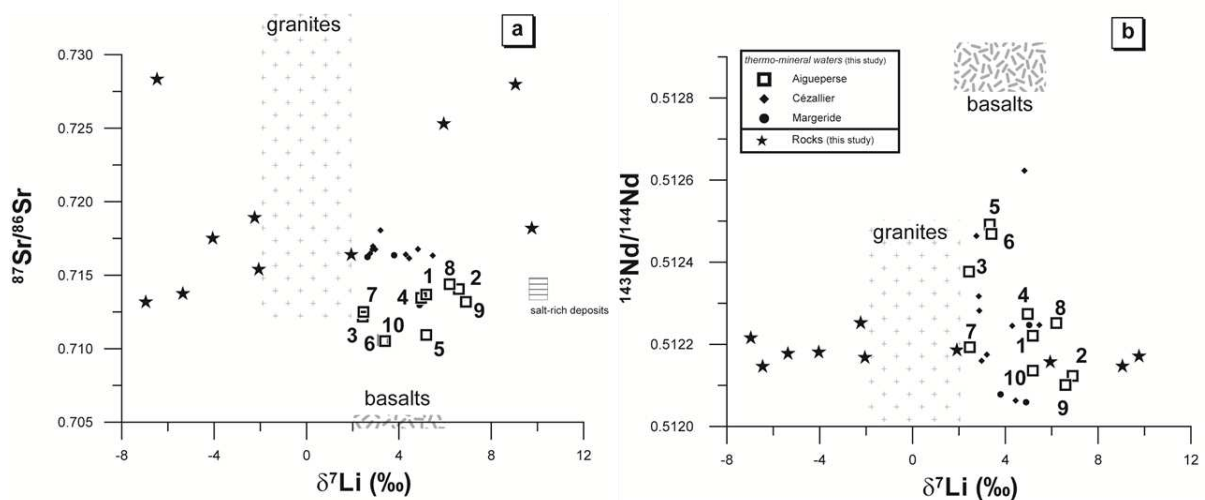 granites
a
0.730
0.725
0.720
0.715
0.710
0.705
87Sr/86Sr
8
1
2
7
4
9
10
3
6
5
salt-rich deposits
basalts
-8
-4
0
4
8
12
δ7Li (‰)
b
thermo-mineral waters (this study)
Aigueperse
Cézallier
Margeride
Rocks (this study)
basalts
0.5128
0.5126
0.5124
0.5122
0.5120
143Nd/144Nd
5
granites
6
3
4
8
7
1
2
10
9
-8
-4
0
4
8
12
δ7Li (‰)